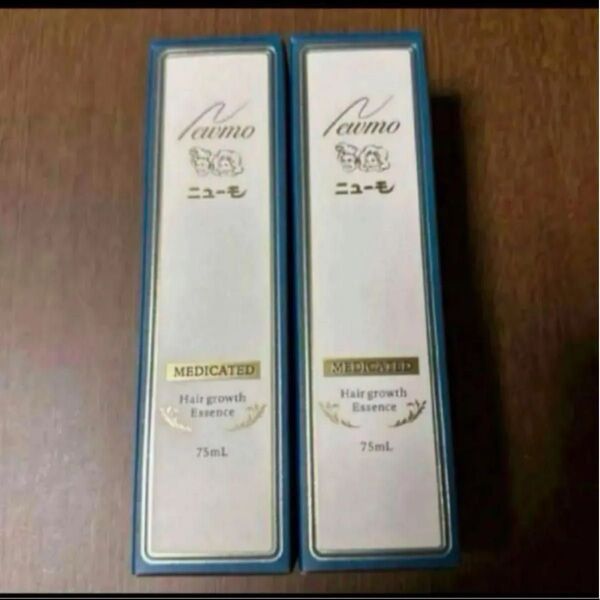 Newmo
ニューモ
MEDICATED
Hair growth
Essence
75mL
Newmo
ニューモ
MEDICATED
Hair growth
Essence
75mL